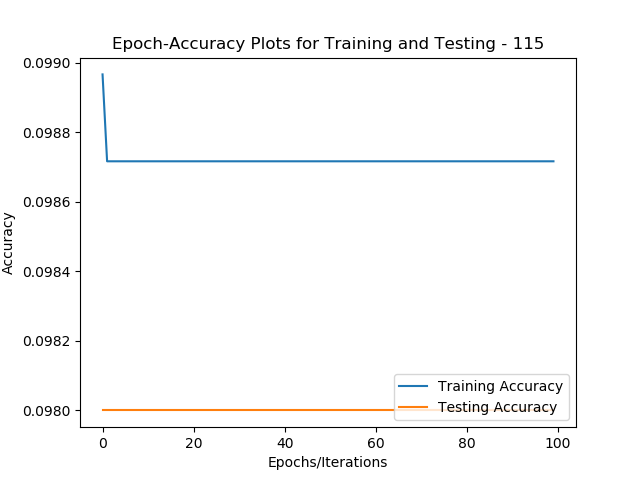 Epoch-Accuracy Plots for Training and Testing - 115
0.0990
0.0988
0.0986
0.0984
0.0982
0.0980
Accuracy
Training Accuracy
Testing Accuracy
0 20 40 60 80 100
Epochs/Iterations